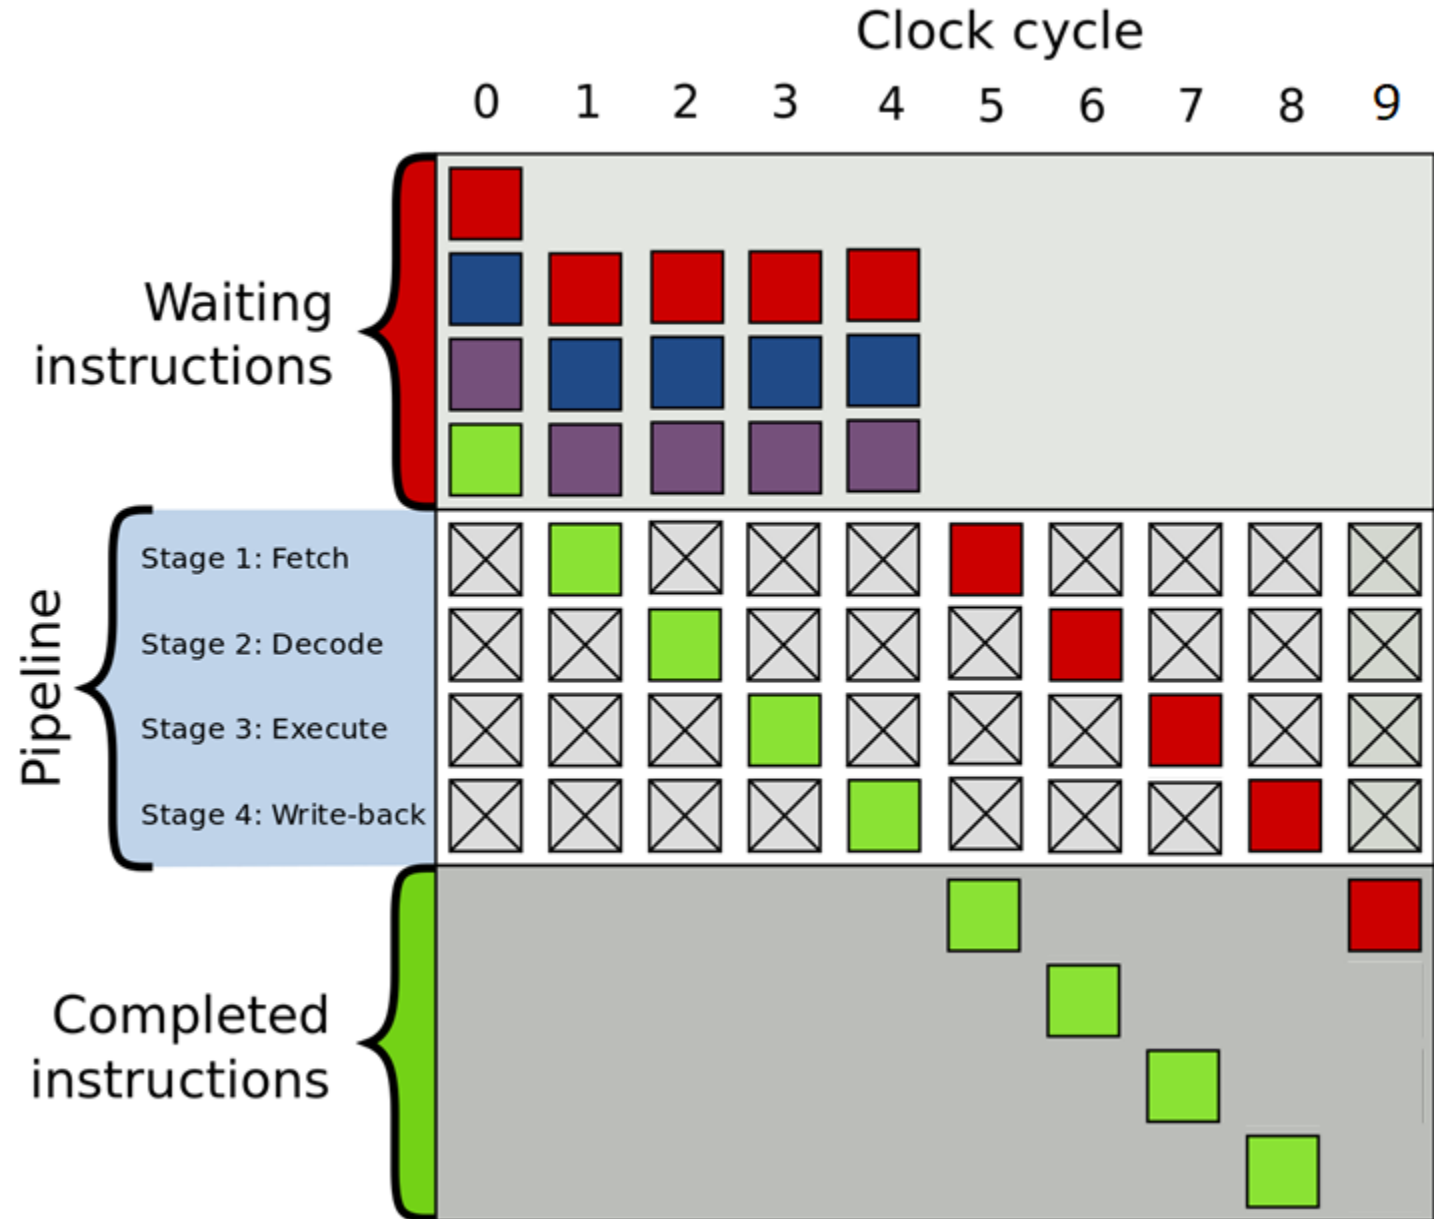 Clock cycle
0 1 2 3 4 5 6 7 8 9
Waiting
instructions
Pipeline
Stage 1: Fetch
Stage 2: Decode
Stage 3: Execute
Stage 4: Write-back
Completed
instructions